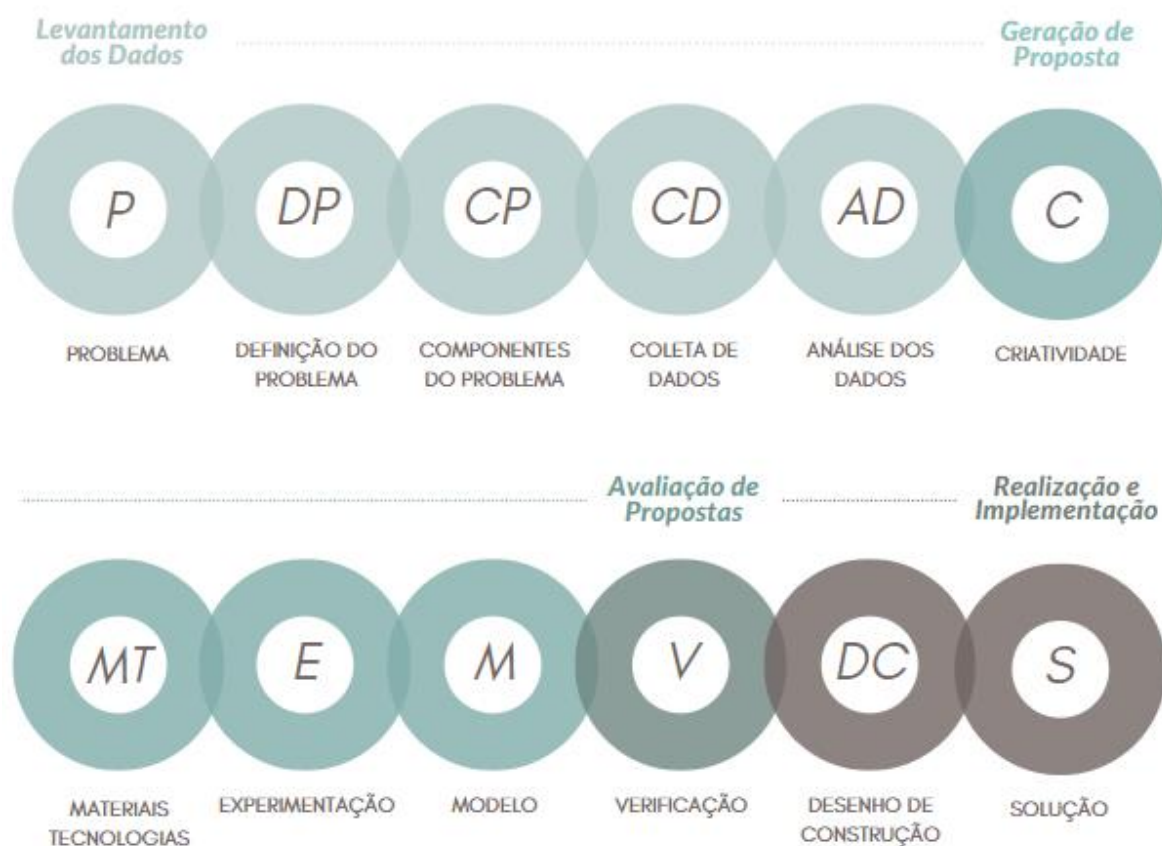 Levantamento
dos Dados
Geração de
Proposta
P
DP
CP
CD
AD
C
PROBLEMA
DEFINIÇÃO DO
PROBLEMA
COMPONENTES
DO PROBLEMA
COLETA DE
DADOS
ANÁLISE DOS
DADOS
CRIATIVIDADE
Avaliação de
Propostas
Realização e
Implementação
MT
E
M
V
DC
S
MATERIAIS
TECNOLOGIAS
EXPERIMENTAÇÃO
MODELO
VERIFICAÇÃO
DESENHO DE
CONSTRUÇÃO
SOLUÇÃO